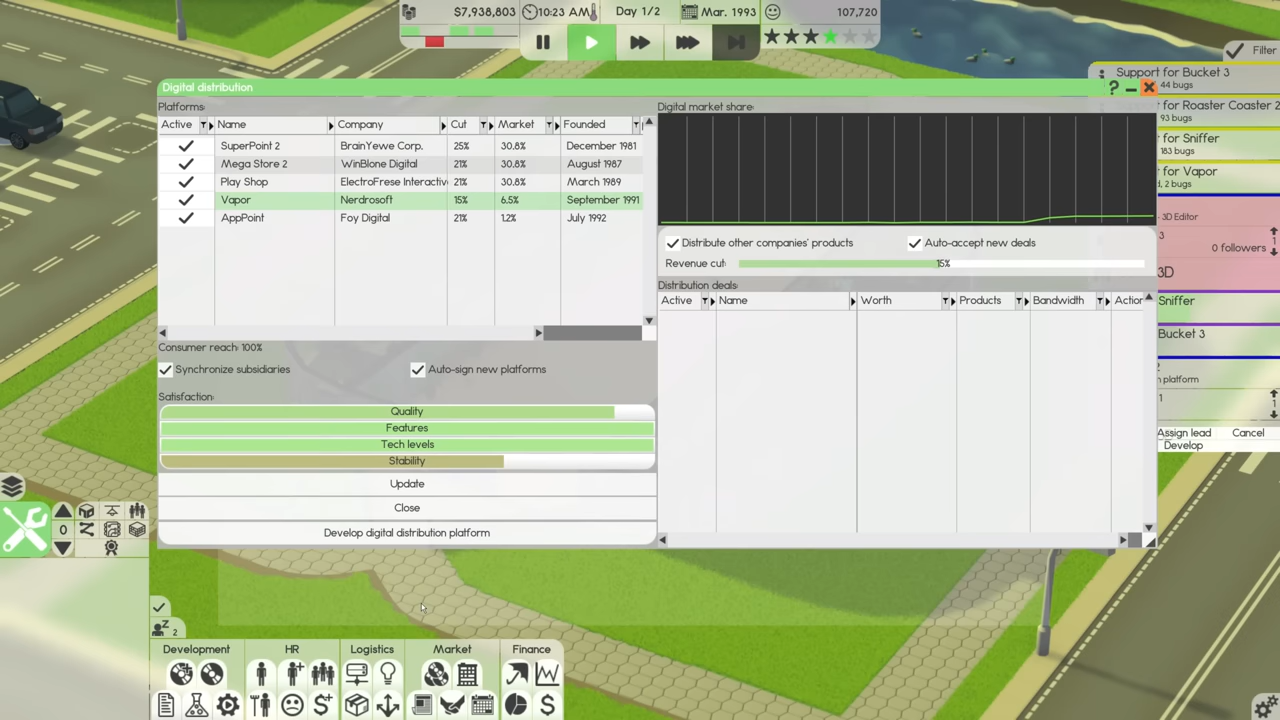 $7,938,803 10:23 AM Day 1/2 Mar. 1993 107,720
Filter
Digital distribution
?
Platforms:
Active Name Company Cut Market Founded
SuperPoint 2 BrainYewe Corp. 25% 30.8% December 1981
Mega Store 2 WinBlone Digital 21% 30.8% August 1987
Play Shop ElectroFrese Interactiv 21% 30.8% March 1989
Vapor Nerdrosoft 15% 6.5% September 1991
AppPoint Foy Digital 21% 1.2% July 1992
Consumer reach: 100%
Synchronize subsidiaries Auto-sign new platforms
Satisfaction:
Quality
Features
Tech levels
Stability
Update
Close
Develop digital distribution platform
Digital market share:
Distribute other companies' products Auto-accept new deals
Revenue cut: 15%
Distribution deals:
Active Name Worth Products Bandwidth Action
Support for Bucket 3
44 bugs
t for Roaster Coaster 2
93 bugs
t for Sniffer
183 bugs
t for Vapor
d, 2 bugs
3D Editor
3
0 followers
3D
Sniffer
Bucket 3
2
n platform
1
1
Assign lead Cancel
Develop
0
2
Development HR Logistics Market Finance